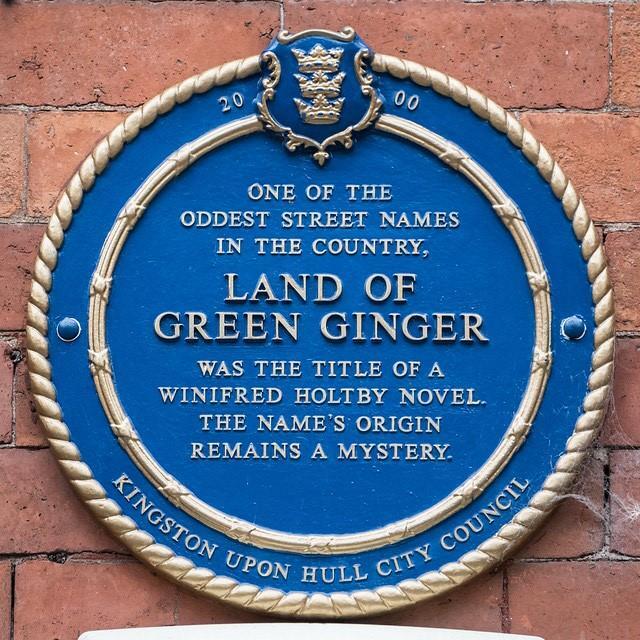 20 00
ONE OF THE
ODDEST STREET NAMES
IN THE COUNTRY,
LAND OF
GREEN GINGER
WAS THE TITLE OF A
WINIFRED HOLTBY NOVEL.
THE NAME'S ORIGIN
REMAINS A MYSTERY.
KINGSTON UPON HULL CITY COUNCIL